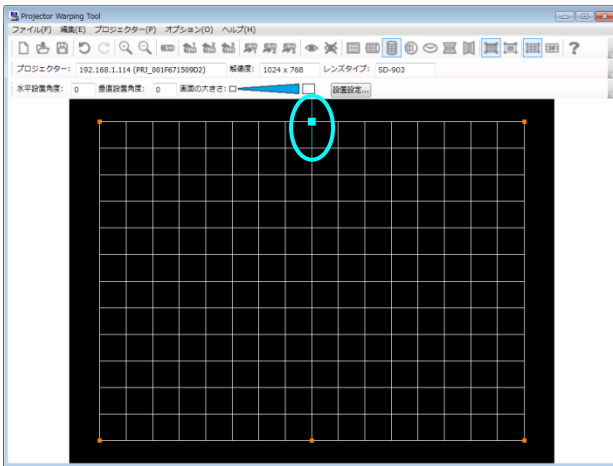 Projector Warping Tool
ファイル(F) 編集(E) プロジェクター(P) オプション(O) ヘルプ(H)
プロジェクター: 192.168.1.114 (PRJ_001F671509D2) 解像度: 1024 x 768 レンズタイプ: SD-903
水平設置角度: 0 垂直設置角度: 0 画面の大きさ: 設置設定...